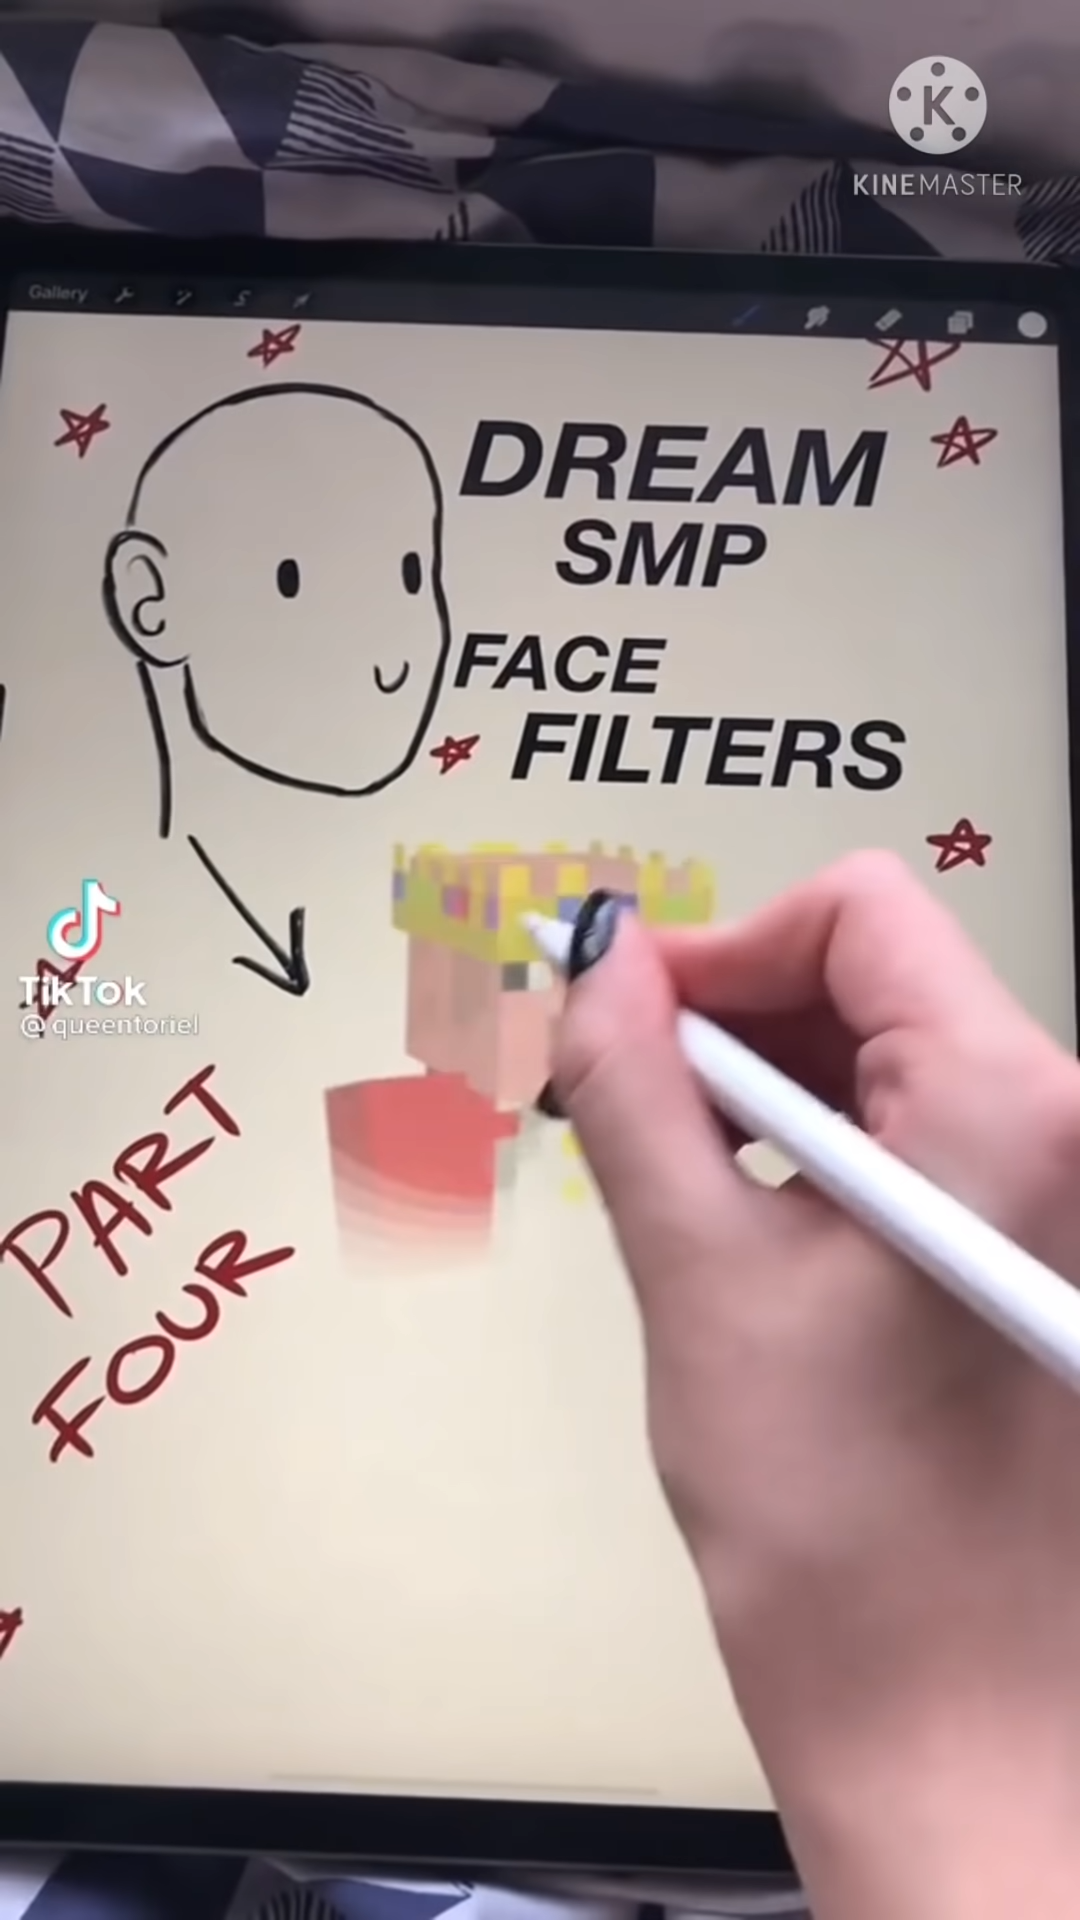 K
KINEMASTER
Gallery
DREAM
SMP
FACE
FILTERS
TikTok
@queentoriel
PART
FOUR